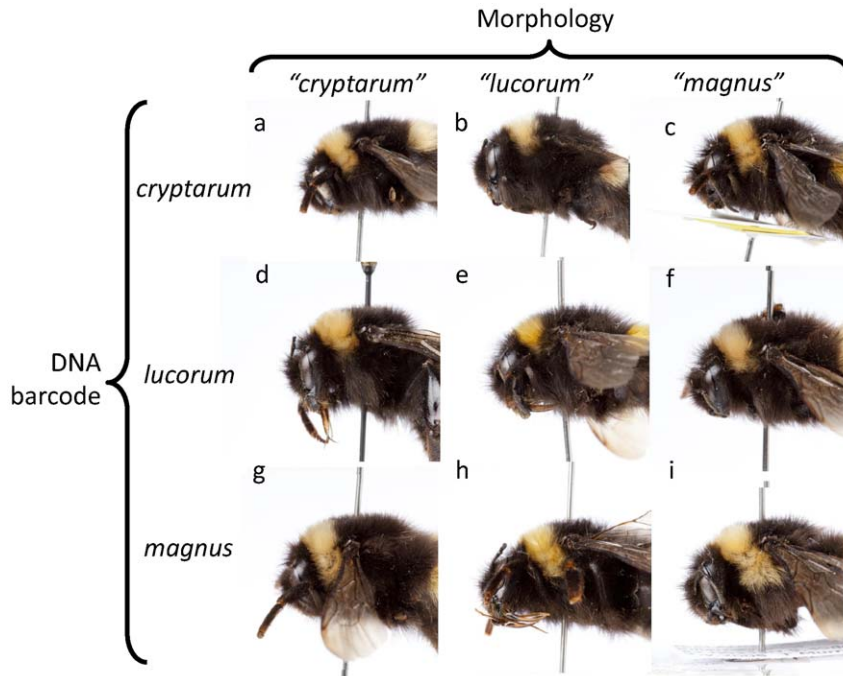 Morphology
“cryptarum” “lucorum” “magnus”
a b c
cryptarum
d e f
DNA
barcode
lucorum
g h i
magnus